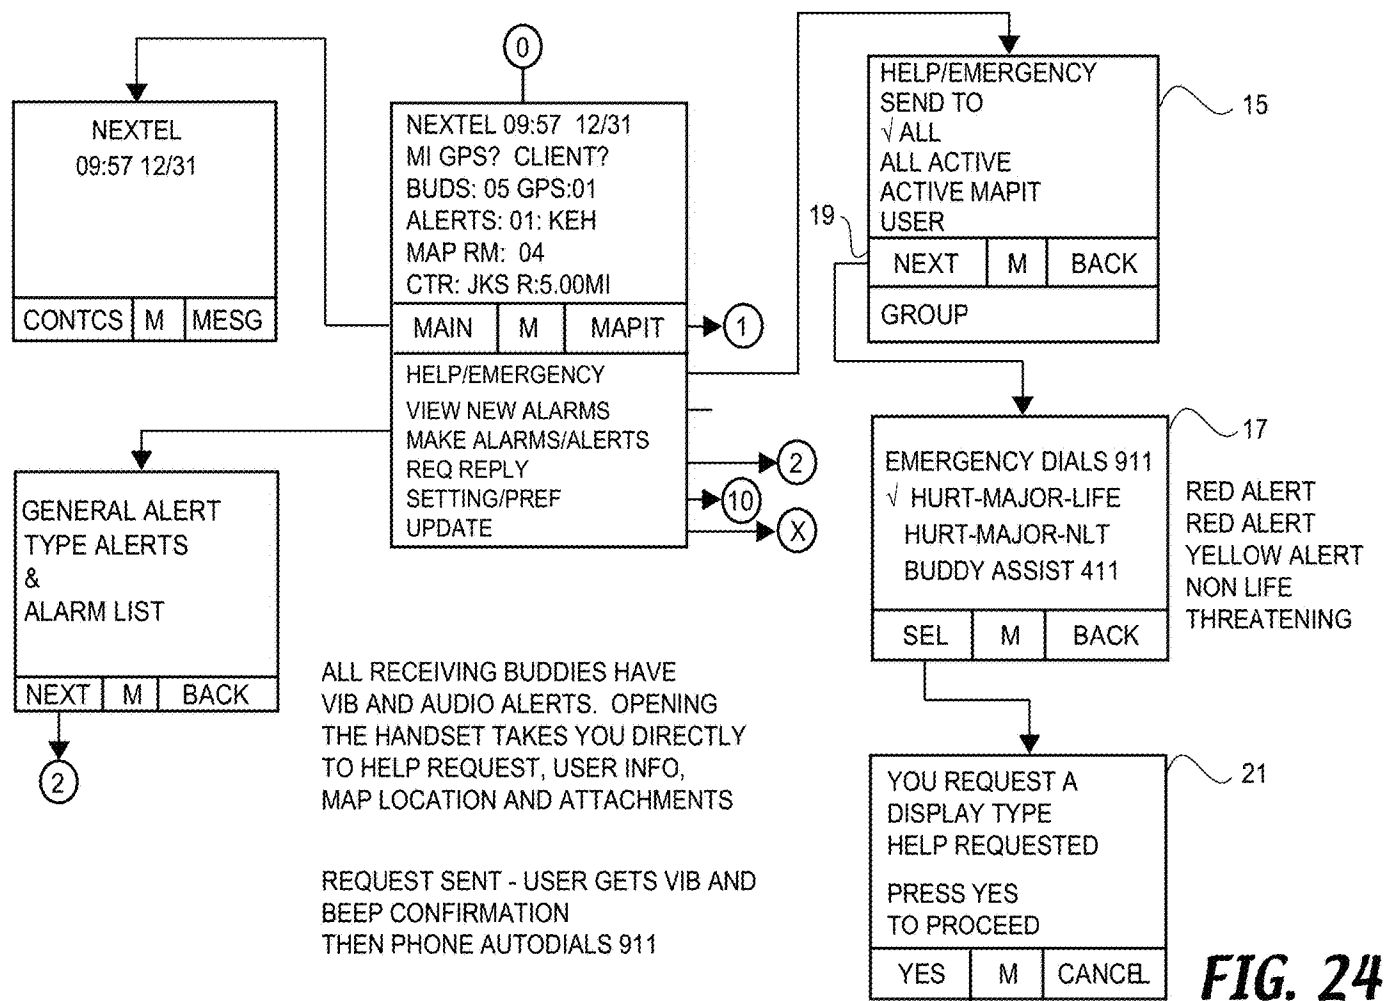 0
NEXTEL
09:57 12/31
CONTCS M MESG
NEXTEL 09:57 12/31
MI GPS? CLIENT?
BUDS: 05 GPS:01
ALERTS: 01: KEH
MAP RM: 04
CTR: JKS R:5.00MI
MAIN M MAPIT
1
HELP/EMERGENCY
VIEW NEW ALARMS
MAKE ALARMS/ALERTS
REQ REPLY
2
SETTING/PREF
10
UPDATE
X
HELP/EMERGENCY
SEND TO
√ ALL
ALL ACTIVE
ACTIVE MAPIT
USER
NEXT M BACK
GROUP
15
19
GENERAL ALERT
TYPE ALERTS
&
ALARM LIST
NEXT M BACK
2
EMERGENCY DIALS 911
√ HURT-MAJOR-LIFE
HURT-MAJOR-NLT
BUDDY ASSIST 411
SEL M BACK
17
RED ALERT
RED ALERT
YELLOW ALERT
NON LIFE
THREATENING
ALL RECEIVING BUDDIES HAVE
VIB AND AUDIO ALERTS. OPENING
THE HANDSET TAKES YOU DIRECTLY
TO HELP REQUEST, USER INFO,
MAP LOCATION AND ATTACHMENTS
REQUEST SENT - USER GETS VIB AND
BEEP CONFIRMATION
THEN PHONE AUTODIALS 911
YOU REQUEST A
DISPLAY TYPE
HELP REQUESTED
PRESS YES
TO PROCEED
YES M CANCEL
21
FIG. 24